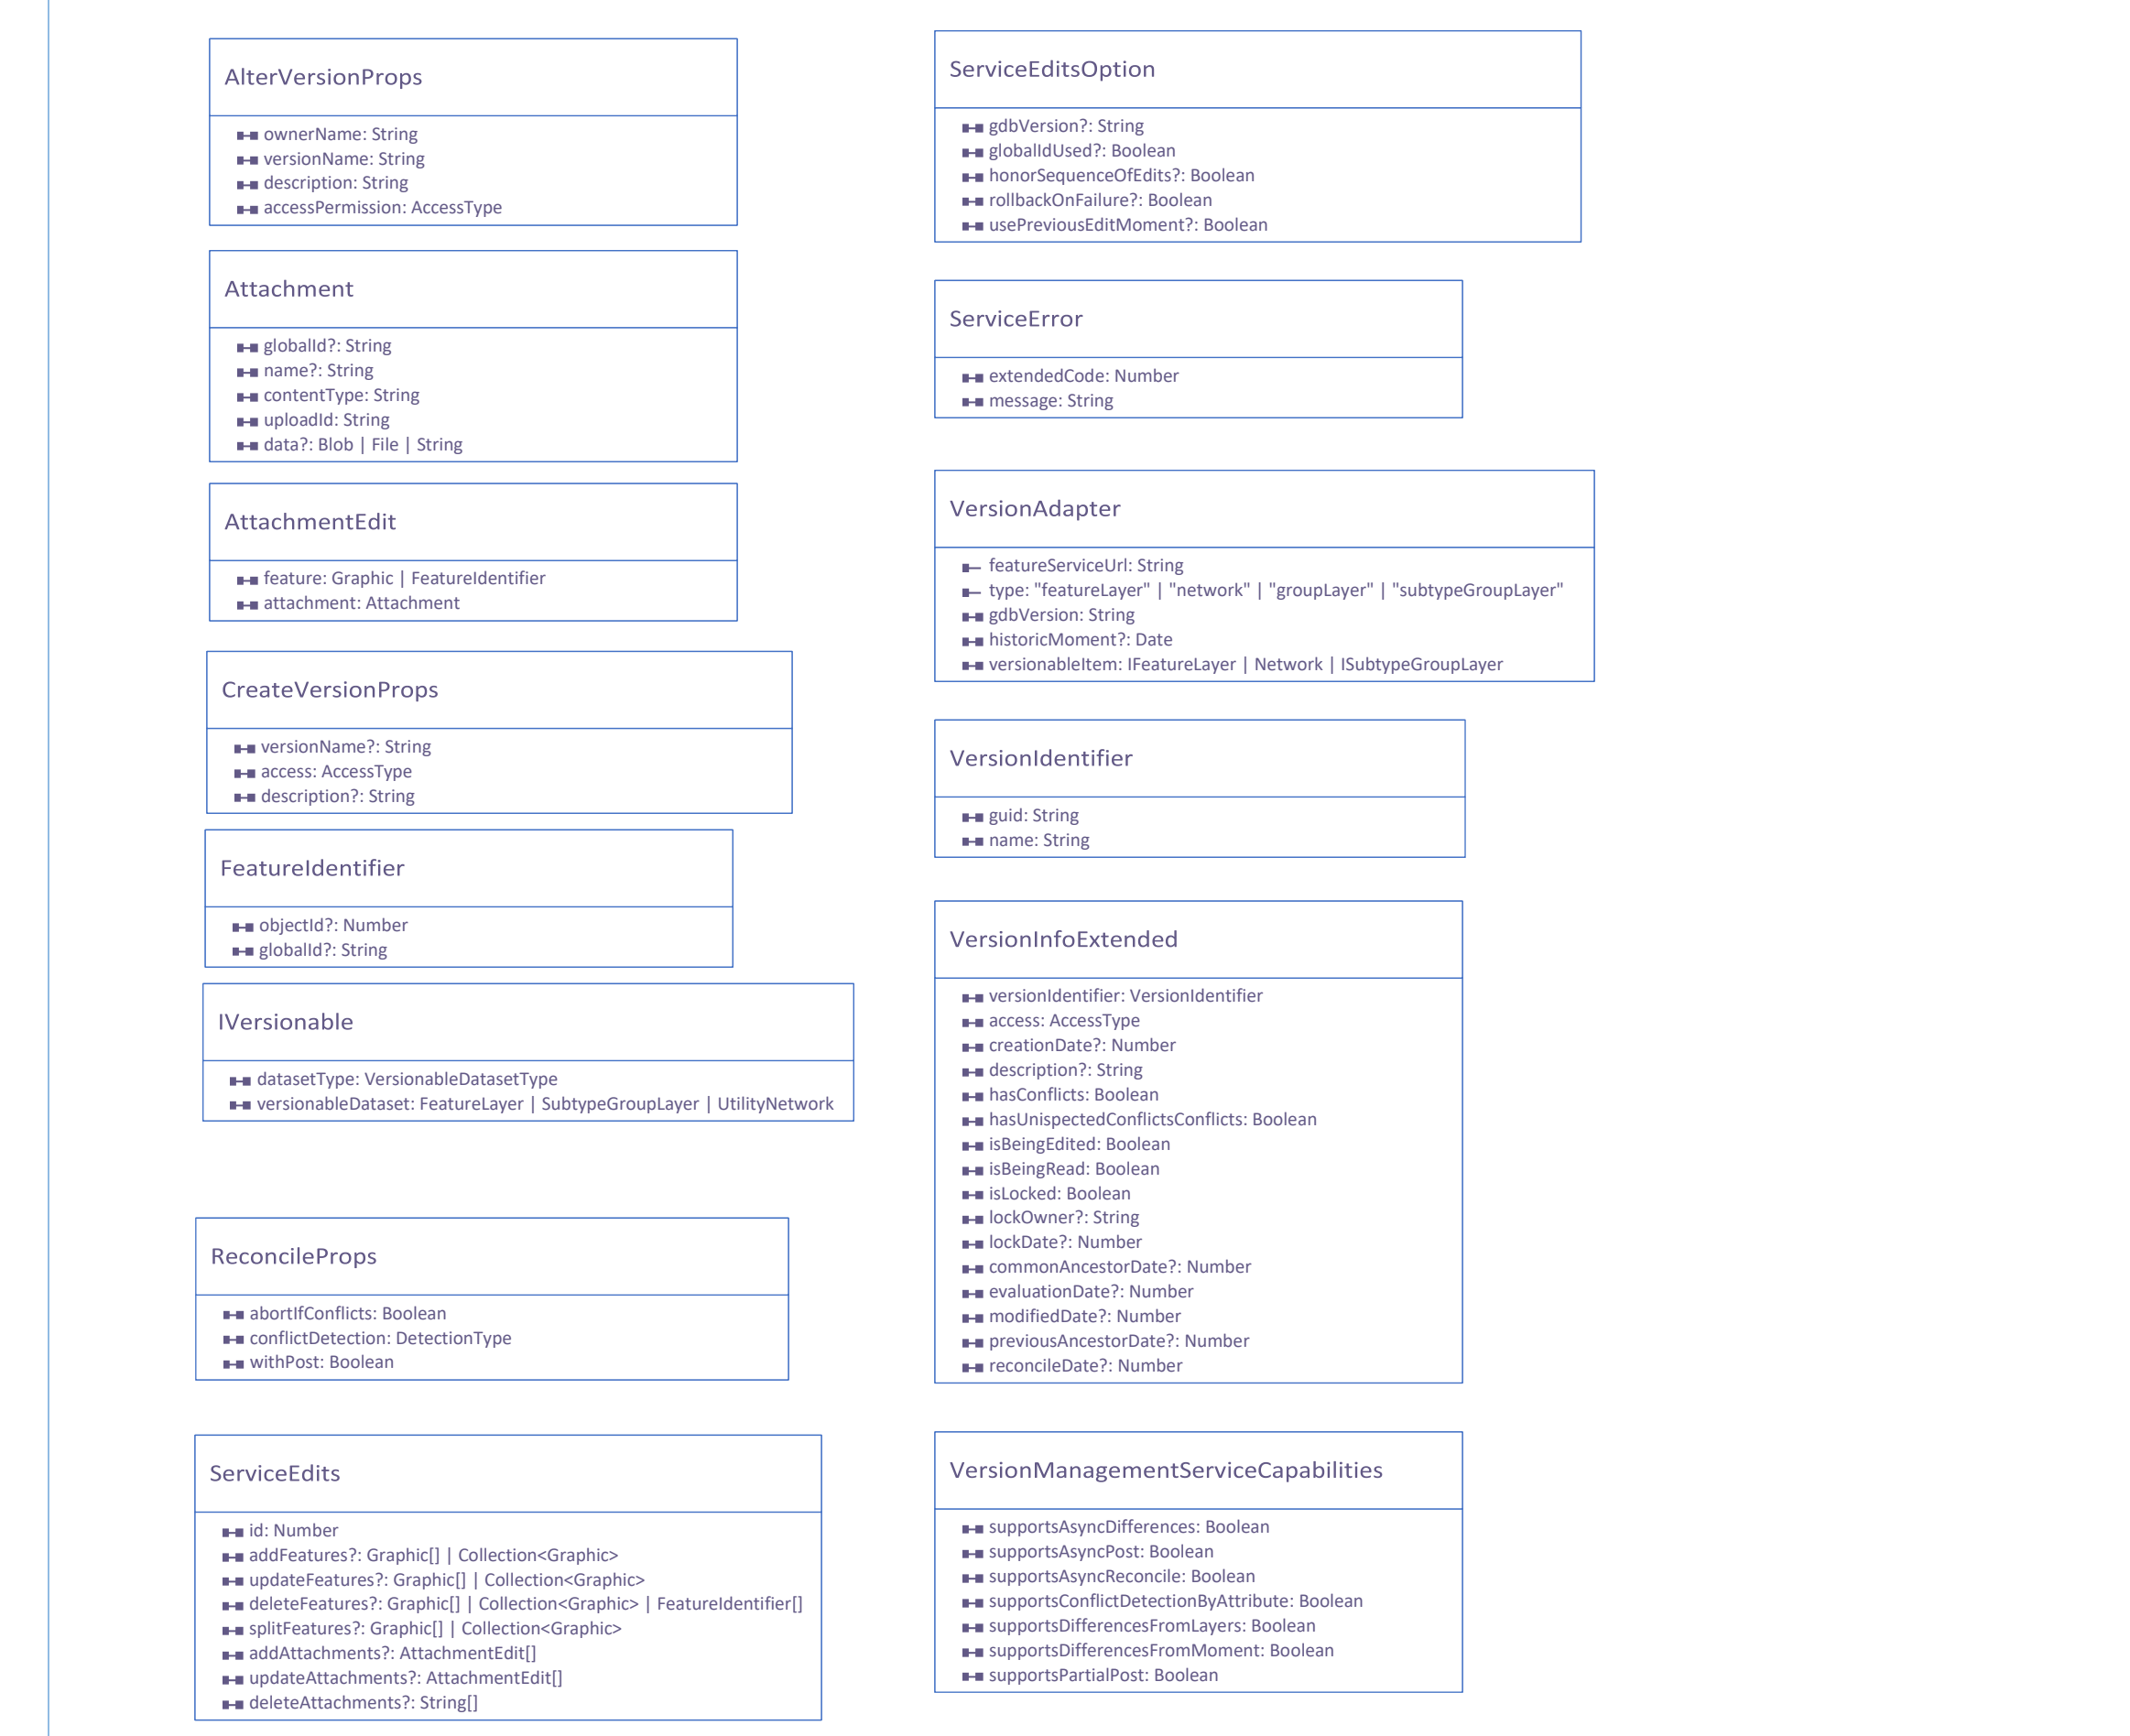 AlterVersionProps
ownerName: String
versionName: String
description: String
accessPermission: AccessType
Attachment
globalId?: String
name?: String
contentType: String
uploadId: String
data?: Blob | File | String
AttachmentEdit
feature: Graphic | FeatureIdentifier
attachment: Attachment
CreateVersionProps
versionName?: String
access: AccessType
description?: String
FeatureIdentifier
objectId?: Number
globalId?: String
IVersionable
datasetType: VersionableDatasetType
versionableDataset: FeatureLayer | SubtypeGroupLayer | UtilityNetwork
ReconcileProps
abortIfConflicts: Boolean
conflictDetection: DetectionType
withPost: Boolean
ServiceEdits
id: Number
addFeatures?: Graphic[] | Collection<Graphic>
updateFeatures?: Graphic[] | Collection<Graphic>
deleteFeatures?: Graphic[] | Collection<Graphic> | FeatureIdentifier[]
splitFeatures?: Graphic[] | Collection<Graphic>
addAttachments?: AttachmentEdit[]
updateAttachments?: AttachmentEdit[]
deleteAttachments?: String[]
ServiceEditsOption
gdbVersion?: String
globalIdUsed?: Boolean
honorSequenceOfEdits?: Boolean
rollbackOnFailure?: Boolean
usePreviousEditMoment?: Boolean
ServiceError
extendedCode: Number
message: String
VersionAdapter
featureServiceUrl: String
type: "featureLayer" | "network" | "groupLayer" | "subtypeGroupLayer"
gdbVersion: String
historicMoment?: Date
versionableItem: IFeatureLayer | Network | ISubtypeGroupLayer
VersionIdentifier
guid: String
name: String
VersionInfoExtended
versionIdentifier: VersionIdentifier
access: AccessType
creationDate?: Number
description?: String
hasConflicts: Boolean
hasUnispectedConflictsConflicts: Boolean
isBeingEdited: Boolean
isBeingRead: Boolean
isLocked: Boolean
lockOwner?: String
lockDate?: Number
commonAncestorDate?: Number
evaluationDate?: Number
modifiedDate?: Number
previousAncestorDate?: Number
reconcileDate?: Number
VersionManagementServiceCapabilities
supportsAsyncDifferences: Boolean
supportsAsyncPost: Boolean
supportsAsyncReconcile: Boolean
supportsConflictDetectionByAttribute: Boolean
supportsDifferencesFromLayers: Boolean
supportsDifferencesFromMoment: Boolean
supportsPartialPost: Boolean